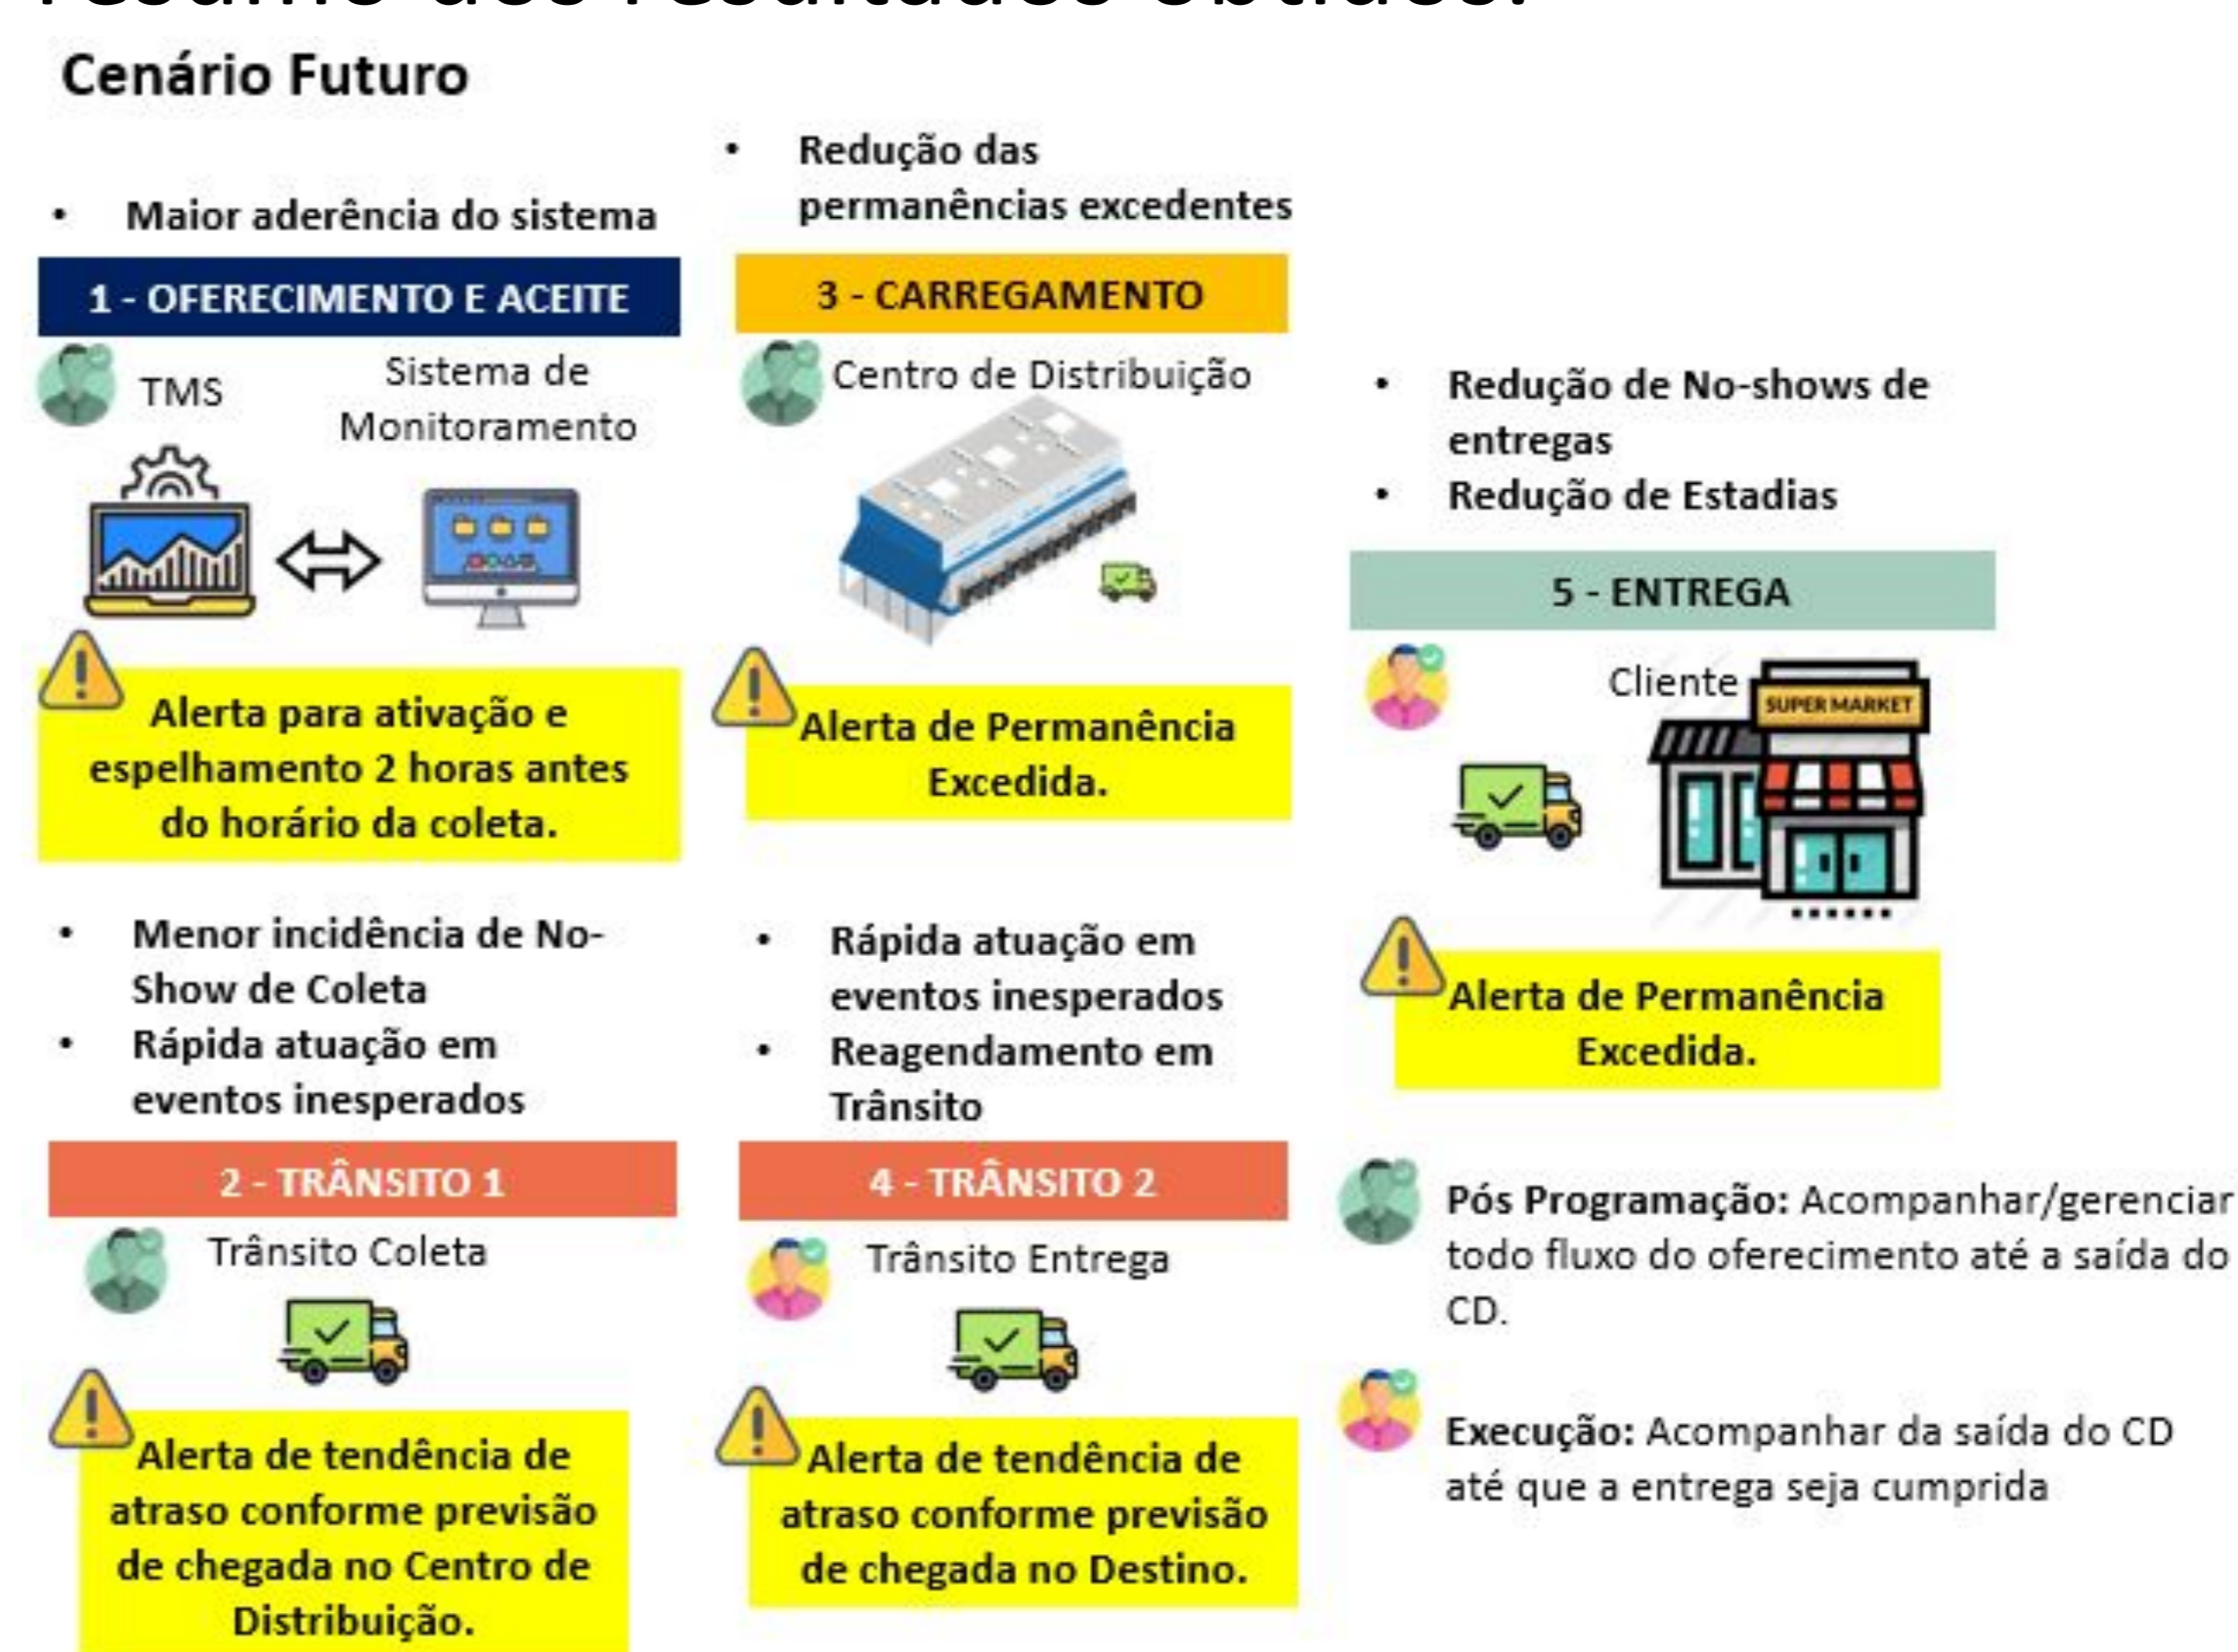 resumo dos resultados obtidos.
Cenário Futuro
• Maior aderência do sistema
1 - OFERECIMENTO E ACEITE
TMS
Sistema de
Monitoramento
Alerta para ativação e
espelhamento 2 horas antes
do horário da coleta.
• Menor incidência de No-
Show de Coleta
• Rápida atuação em
eventos inesperados
2 - TRÂNSITO 1
Trânsito Coleta
Alerta de tendência de
atraso conforme previsão
de chegada no Centro de
Distribuição.
• Redução das
permanências excedentes
3 - CARREGAMENTO
Centro de Distribuição
Alerta de Permanência
Excedida.
• Rápida atuação em
eventos inesperados
• Reagendamento em
Trânsito
4 - TRÂNSITO 2
Trânsito Entrega
Alerta de tendência de
atraso conforme previsão
de chegada no Destino.
• Redução de No-shows de
entregas
• Redução de Estadias
5 - ENTREGA
Cliente
SUPER MARKET
Alerta de Permanência
Excedida.
Pós Programação: Acompanhar/gerenciar
todo fluxo do oferecimento até a saída do
CD.
Execução: Acompanhar da saída do CD
até que a entrega seja cumprida